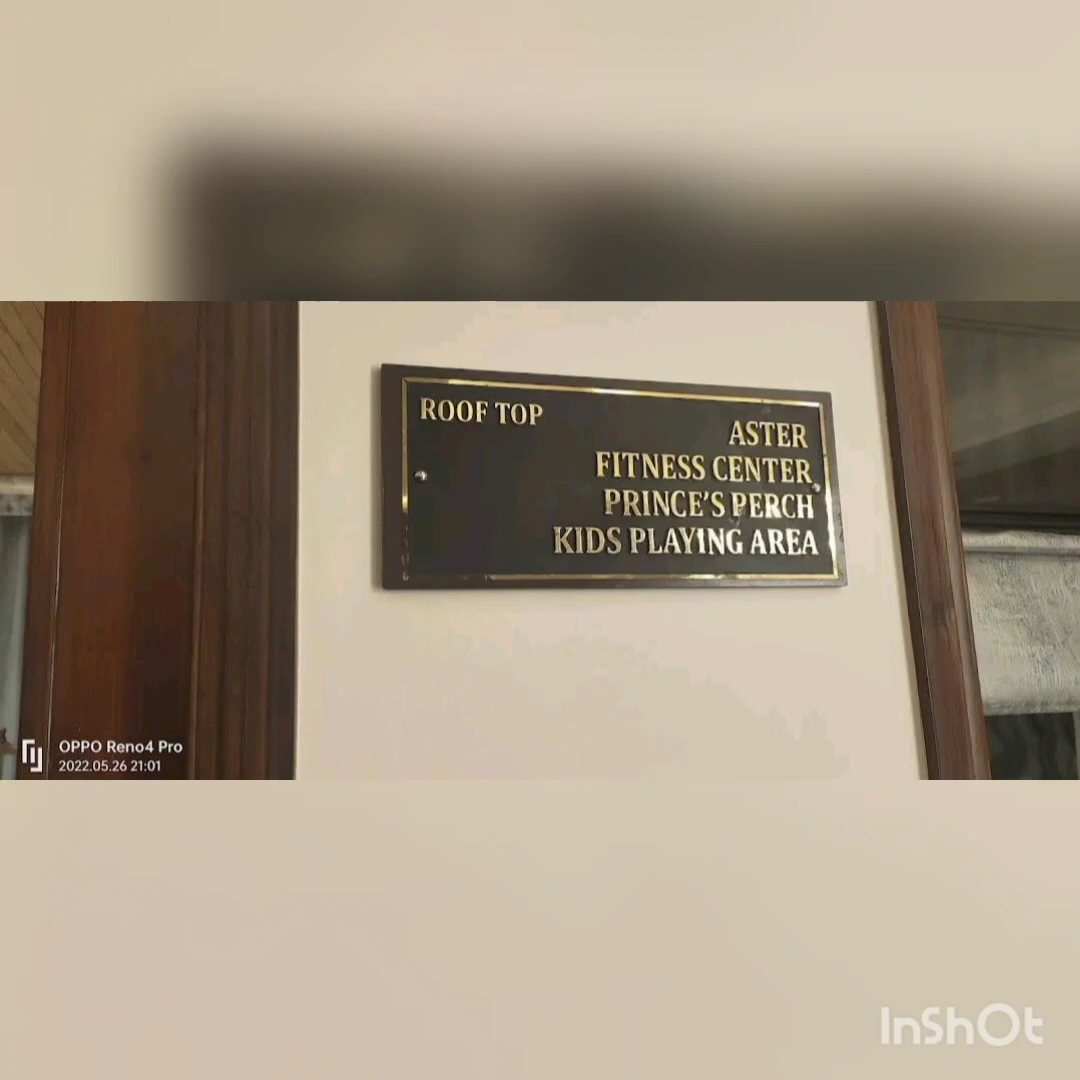 ROOF TOP
ASTER
FITNESS CENTER
PRINCE'S PERCH
KIDS PLAYING AREA
OPPO Reno4 Pro
2022.05.26 21:01
InShOt